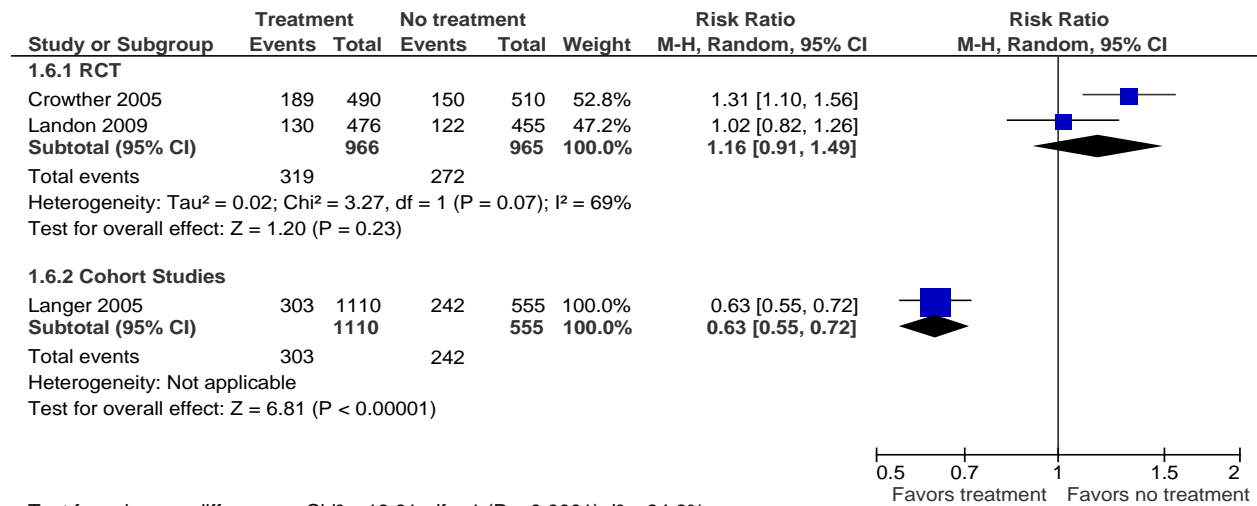 Treatment No treatment Risk Ratio Risk Ratio
Study or Subgroup Events Total Events Total Weight M-H, Random, 95% CI M-H, Random, 95% CI
1.6.1 RCT
Crowther 2005 189 490 150 510 52.8% 1.31 [1.10, 1.56]
Landon 2009 130 476 122 455 47.2% 1.02 [0.82, 1.26]
Subtotal (95% CI) 966 965 100.0% 1.16 [0.91, 1.49]
Total events 319 272
Heterogeneity: Tau² = 0.02; Chi² = 3.27, df = 1 (P = 0.07); I² = 69%
Test for overall effect: Z = 1.20 (P = 0.23)
1.6.2 Cohort Studies
Langer 2005 303 1110 242 555 100.0% 0.63 [0.55, 0.72]
Subtotal (95% CI) 1110 555 100.0% 0.63 [0.55, 0.72]
Total events 303 242
Heterogeneity: Not applicable
Test for overall effect: Z = 6.81 (P < 0.00001)
0.5 0.7 1 1.5 2
Favors treatment Favors no treatment